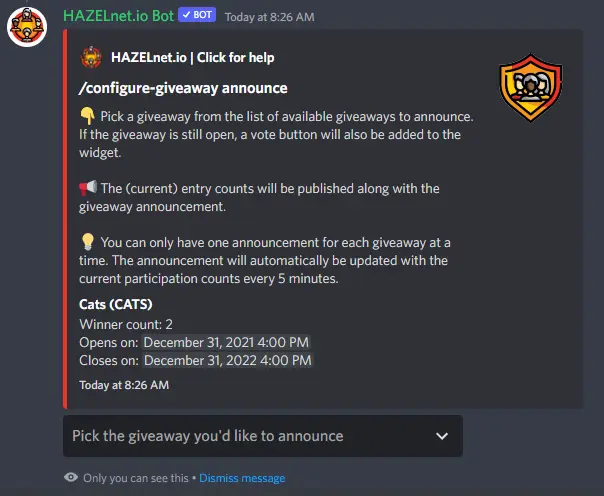 HAZELnet.io Bot ✓ BOT Today at 8:26 AM
HAZELnet.io | Click for help
/configure-giveaway announce
👇 Pick a giveaway from the list of available giveaways to announce.
If the giveaway is still open, a vote button will also be added to the
widget.
📢 The (current) entry counts will be published along with the
giveaway announcement.
💡 You can only have one announcement for each giveaway at a
time. The announcement will automatically be updated with the
current participation counts every 5 minutes.
Cats (CATS)
Winner count: 2
Opens on: December 31, 2021 4:00 PM
Closes on: December 31, 2022 4:00 PM
Today at 8:26 AM
Pick the giveaway you'd like to announce
Only you can see this • Dismiss message